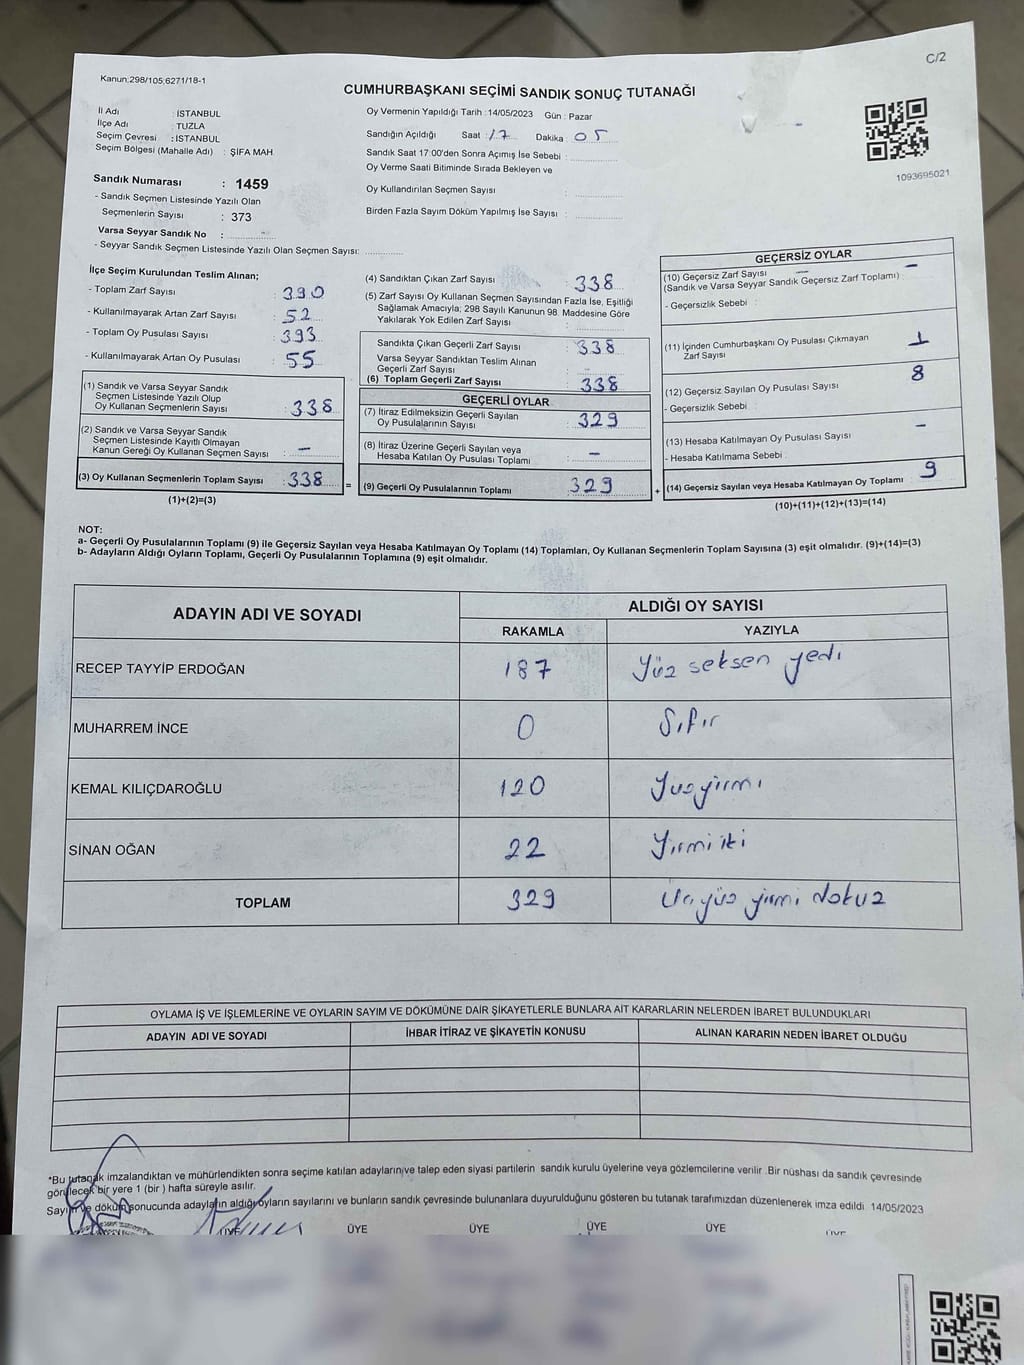 C/2
Kanun;298/105;6271/18-1
CUMHURBAŞKANI SEÇİMİ SANDIK SONUÇ TUTANAĞI
İl Adı : İSTANBUL
İlçe Adı : TUZLA
Seçim Çevresi : İSTANBUL
Seçim Bölgesi (Mahalle Adı) : ŞİFA MAH.
Sandık Numarası : 1459
- Sandık Seçmen Listesinde Yazılı Olan
Seçmenlerin Sayısı : 373
Varsa Seyyar Sandık No :
- Seyyar Sandık Seçmen Listesinde Yazılı Olan Seçmen Sayısı:
Oy Vermenin Yapıldığı Tarih :14/05/2023 Gün : Pazar
Sandığın Açıldığı Saat : 17 Dakika : 05
Sandık Saat 17:00'den Sonra Açımış İse Sebebi :
Oy Verme Saati Bitiminde Sırada Bekleyen ve
Oy Kullandırılan Seçmen Sayısı :
Birden Fazla Sayım Döküm Yapılmış İse Sayısı :
1093695021
İlçe Seçim Kurulundan Teslim Alınan;
- Toplam Zarf Sayısı : 390
- Kullanılmayarak Artan Zarf Sayısı : 52
- Toplam Oy Pusulası Sayısı : 393
- Kullanılmayarak Artan Oy Pusulası : 55
(1) Sandık ve Varsa Seyyar Sandık
Seçmen Listesinde Yazılı Olup
Oy Kullanan Seçmenlerin Sayısı : 338
(2) Sandık ve Varsa Seyyar Sandık
Seçmen Listesinde Kayıtlı Olmayan
Kanun Gereği Oy Kullanan Seçmen Sayısı : –
(3) Oy Kullanan Seçmenlerin Toplam Sayısı : 338
(1)+(2)=(3)
(4) Sandıktan Çıkan Zarf Sayısı : 338
(5) Zarf Sayısı Oy Kullanan Seçmen Sayısından Fazla İse, Eşitliği
Sağlamak Amacıyla; 298 Sayılı Kanunun 98. Maddesine Göre
Yakılarak Yok Edilen Zarf Sayısı :
Sandıkta Çıkan Geçerli Zarf Sayısı : 338
Varsa Seyyar Sandıktan Teslim Alınan
Geçerli Zarf Sayısı :
(6) Toplam Geçerli Zarf Sayısı : 338
=
GEÇERLİ OYLAR
(7) İtiraz Edilmeksizin Geçerli Sayılan
Oy Pusulalarının Sayısı : 329
(8) İtiraz Üzerine Geçerli Sayılan veya
Hesaba Katılan Oy Pusulası Toplamı : –
(9) Geçerli Oy Pusulalarının Toplamı 329
+
GEÇERSİZ OYLAR
(10) Geçersiz Zarf Sayısı –
(Sandık ve Varsa Seyyar Sandık Geçersiz Zarf Toplamı) :
- Geçersizlik Sebebi :
(11) İçinden Cumhurbaşkanı Oy Pusulası Çıkmayan 1
Zarf Sayısı
(12) Geçersiz Sayılan Oy Pusulası Sayısı 8
- Geçersizlik Sebebi :
(13) Hesaba Katılmayan Oy Pusulası Sayısı –
- Hesaba Katılmama Sebebi :
(14) Geçersiz Sayılan veya Hesaba Katılmayan Oy Toplamı 9
(10)+(11)+(12)+(13)=(14)
NOT:
a- Geçerli Oy Pusulalarının Toplamı (9) ile Geçersiz Sayılan veya Hesaba Katılmayan Oy Toplamı (14) Toplamları, Oy Kullanan Seçmenlerin Toplam Sayısına (3) eşit olmalıdır. (9)+(14)=(3)
b- Adayların Aldığı Oyların Toplamı, Geçerli Oy Pusulalarının Toplamına (9) eşit olmalıdır.
ADAYIN ADI VE SOYADI ALDIĞI OY SAYISI
RAKAMLA YAZIYLA
RECEP TAYYİP ERDOĞAN 187 Yüz seksen yedi
MUHARREM İNCE 0 Sıfır
KEMAL KILIÇDAROĞLU 120 Yüzyirmi
SİNAN OĞAN 22 Yirmi iki
TOPLAM 329 Üçyüz yirmi dokuz
OYLAMA İŞ VE İŞLEMLERİNE VE OYLARIN SAYIM VE DÖKÜMÜNE DAİR ŞİKAYETLERLE BUNLARA AİT KARARLARIN NELERDEN İBARET BULUNDUKLARI
ADAYIN ADI VE SOYADI İHBAR İTİRAZ VE ŞİKAYETİN KONUSU ALINAN KARARIN NEDEN İBARET OLDUĞU
*Bu tutanak imzalandıktan ve mühürlendikten sonra seçime katılan adayların ve talep eden siyasi partilerin sandık kurulu üyelerine veya gözlemcilerine verilir .Bir nüshası da sandık çevresinde
görülecek bir yere 1 (bir ) hafta süreyle asılır.
Sayım ve döküm sonucunda adayların aldığı oyların sayılarını ve bunların sandık çevresinde bulunanlara duyurulduğunu gösteren bu tutanak tarafımızdan düzenlenerek imza edildi 14/05/2023
ÜYE ÜYE ÜYE ÜYE ÜYE ÜYE